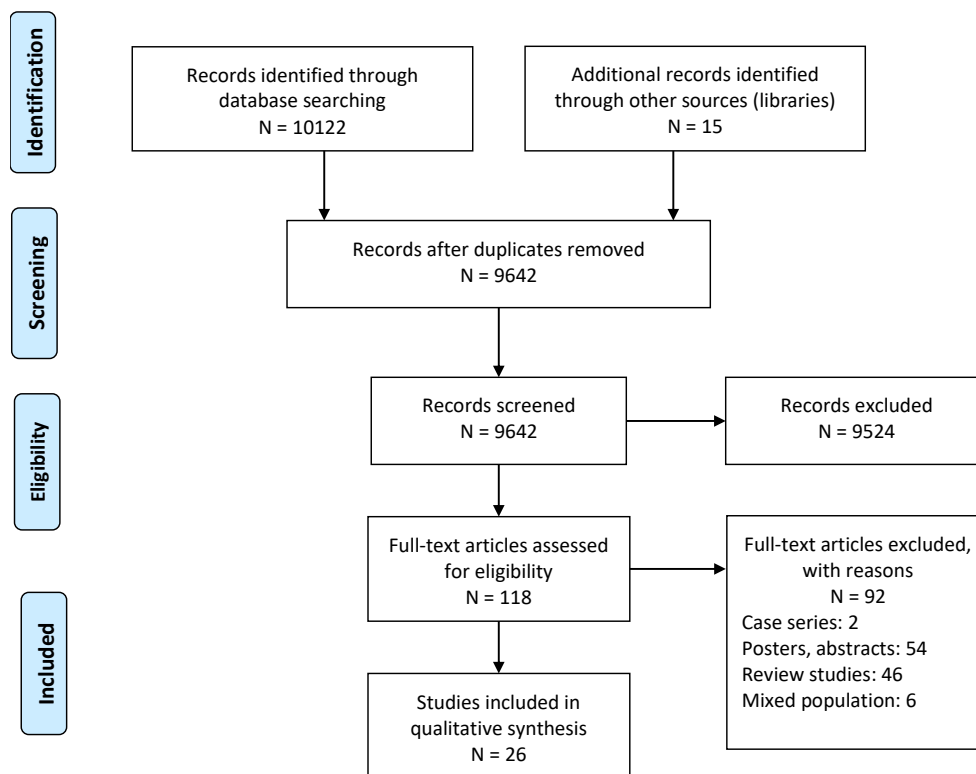 Identification
Records identified through
database searching
N = 10122
Additional records identified
through other sources (libraries)
N = 15
Screening
Records after duplicates removed
N = 9642
Eligibility
Records screened
N = 9642
Records excluded
N = 9524
Full-text articles assessed
for eligibility
N = 118
Full-text articles excluded,
with reasons
N = 92
Case series: 2
Posters, abstracts: 54
Review studies: 46
Mixed population: 6
Included
Studies included in
qualitative synthesis
N = 26